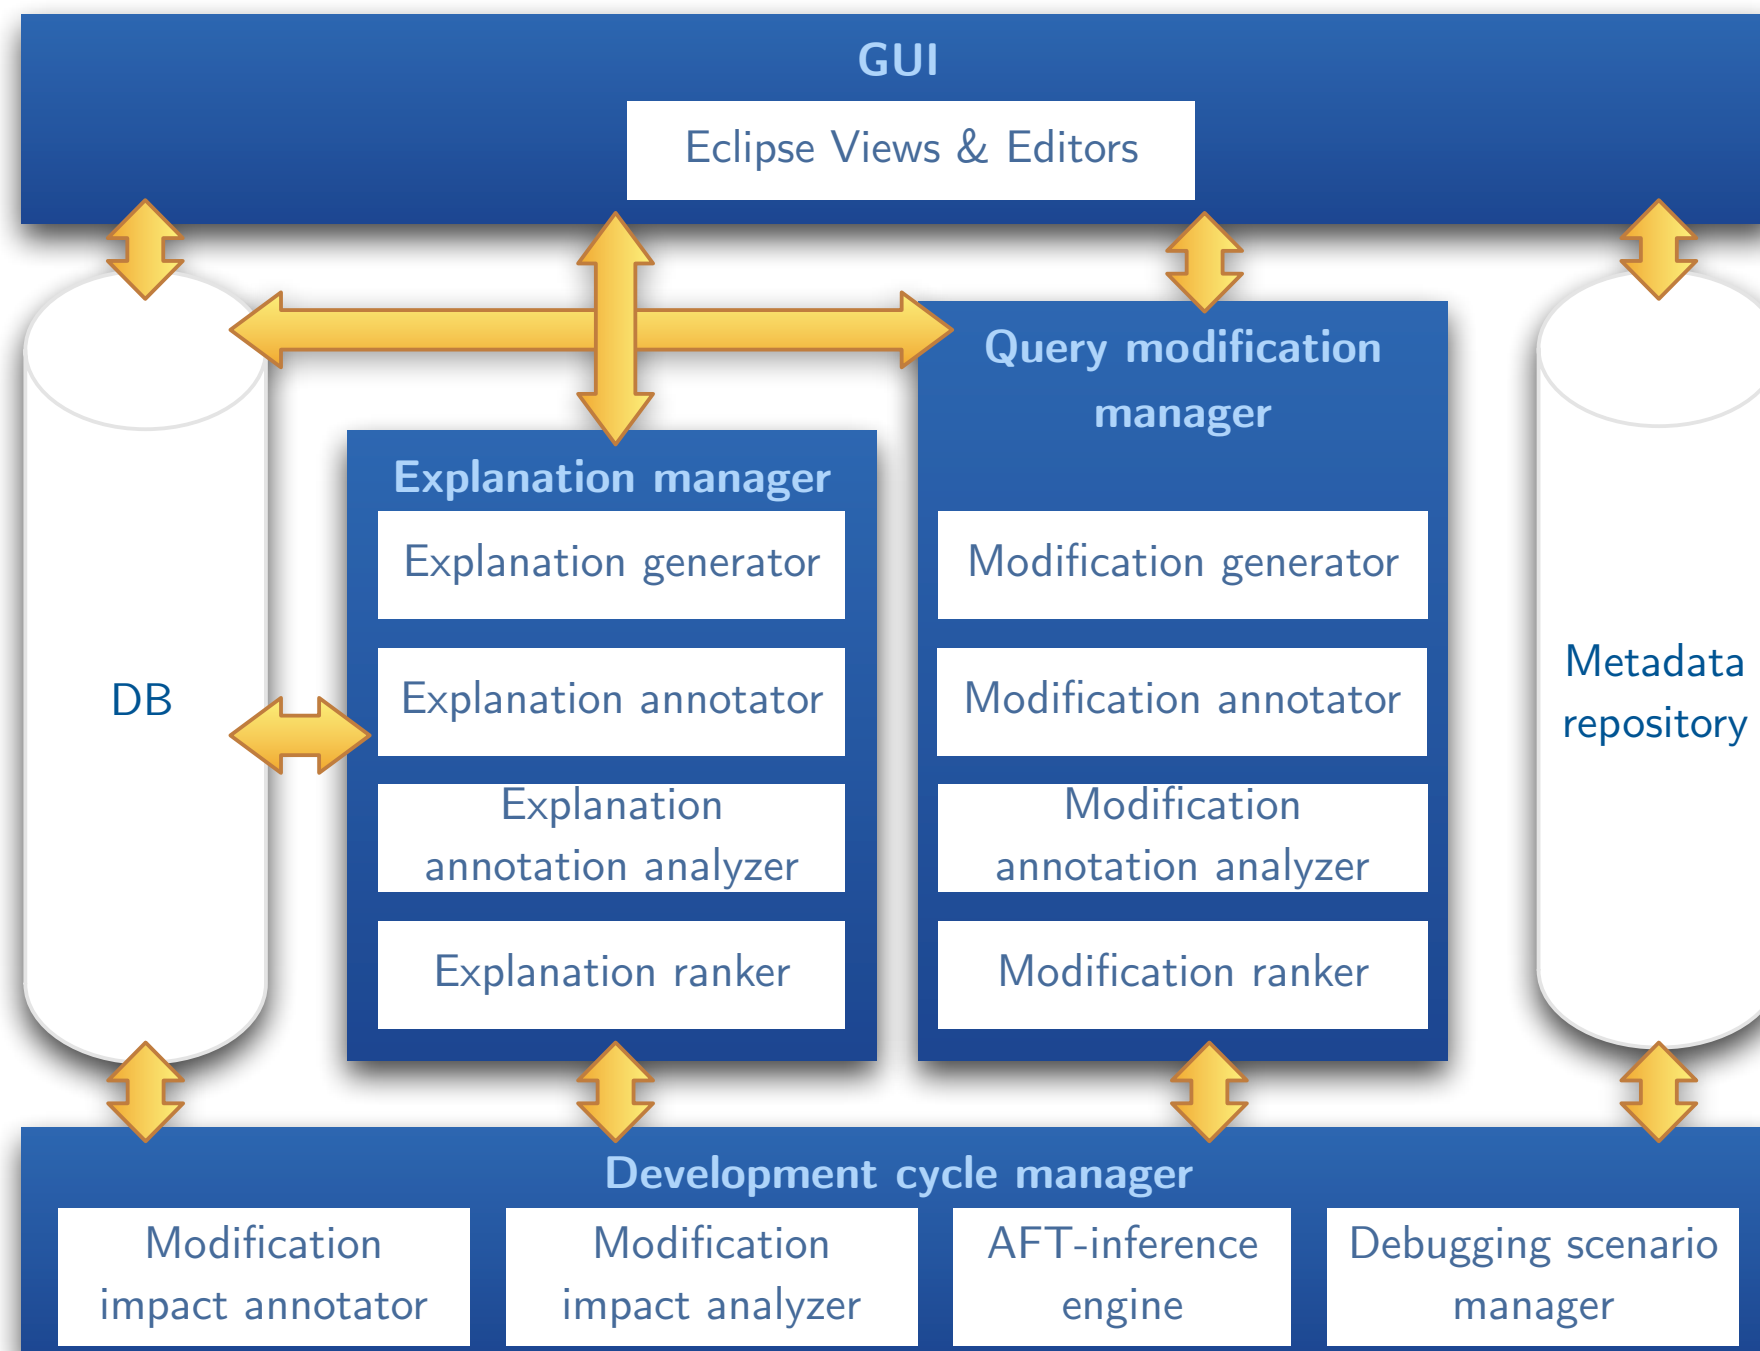 GUI
Eclipse Views & Editors
Query modification
manager
Explanation manager
Explanation generator
Explanation annotator
Explanation
annotation analyzer
Explanation ranker
Modification generator
Modification annotator
Modification
annotation analyzer
Modification ranker
DB
Metadata
repository
Development cycle manager
Modification
impact annotator
Modification
impact analyzer
AFT-inference
engine
Debugging scenario
manager